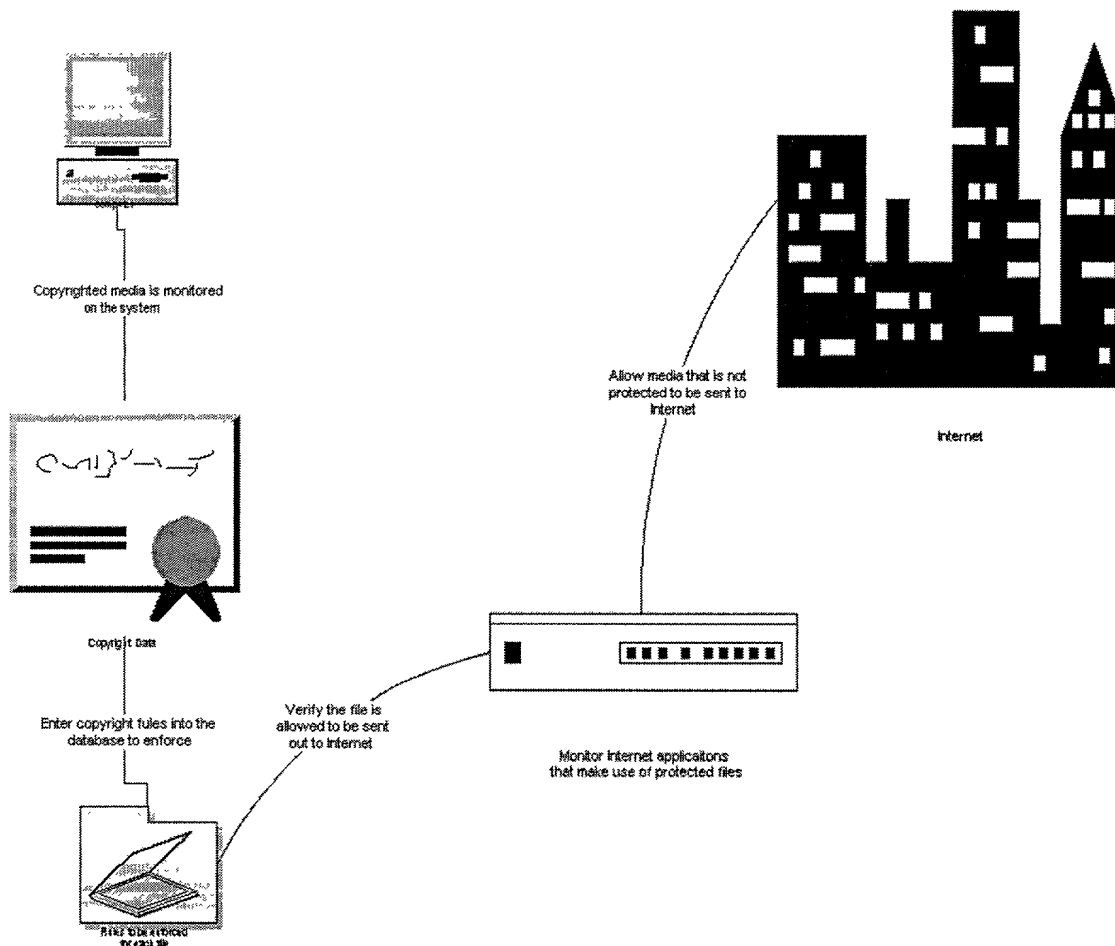 Copyrighted media is monitored
on the system
Copyright Data
Enter copyright rules into the
database to enforce
Verify the file is
allowed to be sent
out to Internet
Monitor Internet applicaitons
that make use of protected files
Allow media that is not
protected to be sent to
Internet
Internet